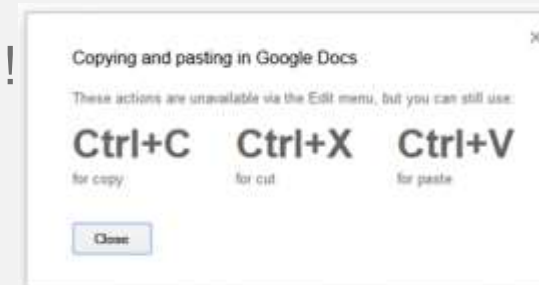 !
Copying and pasting in Google Docs
These actions are unavailable via the Edit menu, but you can still use:
Ctrl+C Ctrl+X Ctrl+V
for copy for cut for paste
Close